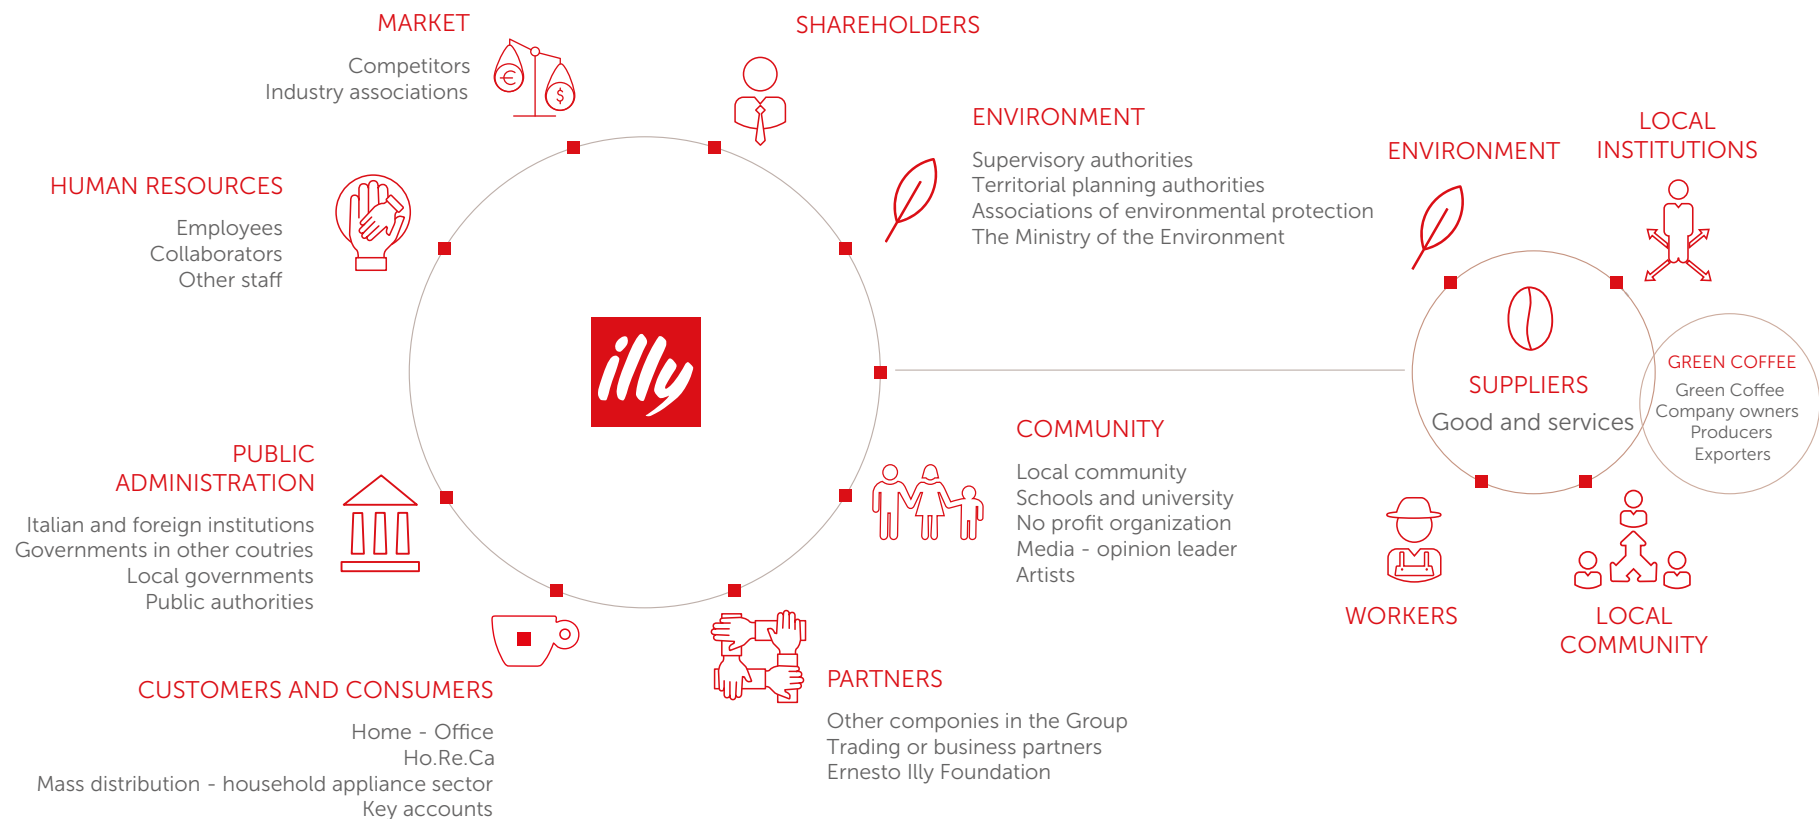 MARKET
Competitors
Industry associations
SHAREHOLDERS
ENVIRONMENT
Supervisory authorities
Territorial planning authorities
Associations of environmental protection
The Ministry of the Environment
HUMAN RESOURCES
Employees
Collaborators
Other staff
illy
PUBLIC
ADMINISTRATION
Italian and foreign institutions
Governments in other coutries
Local governments
Public authorities
COMMUNITY
Local community
Schools and university
No profit organization
Media - opinion leader
Artists
CUSTOMERS AND CONSUMERS
Home - Office
Ho.Re.Ca
Mass distribution - household appliance sector
Key accounts
PARTNERS
Other componies in the Group
Trading or business partners
Ernesto Illy Foundation
ENVIRONMENT
LOCAL
INSTITUTIONS
SUPPLIERS
Good and services
GREEN COFFEE
Green Coffee
Company owners
Producers
Exporters
WORKERS
LOCAL
COMMUNITY
€
$